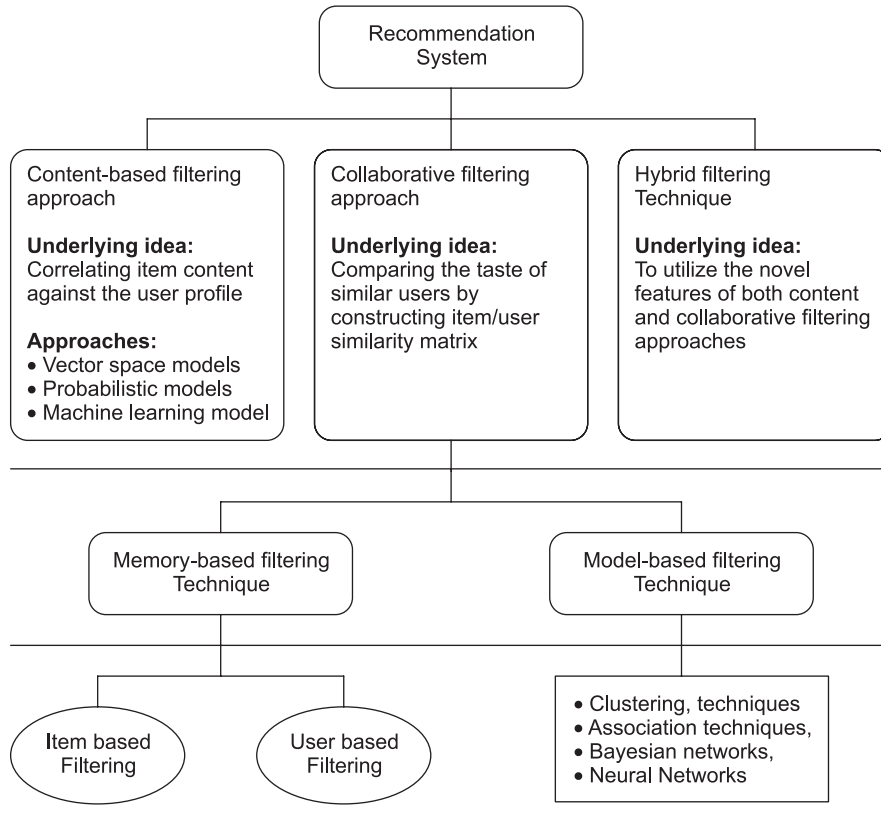 Recommendation
System
Content-based filtering
approach
Underlying idea:
Correlating item content
against the user profile
Approaches:
• Vector space models
• Probabilistic models
• Machine learning model
Collaborative filtering
approach
Underlying idea:
Comparing the taste of
similar users by
constructing item/user
similarity matrix
Hybrid filtering
Technique
Underlying idea:
To utilize the novel
features of both content
and collaborative filtering
approaches
Memory-based filtering
Technique
Model-based filtering
Technique
Item based
Filtering
User based
Filtering
• Clustering, techniques
• Association techniques,
• Bayesian networks,
• Neural Networks